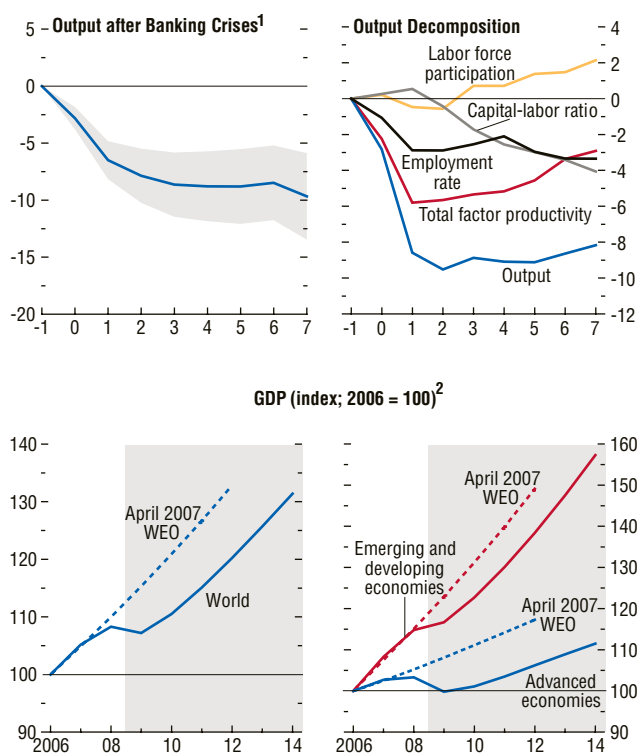 Output after Banking Crises1
5
0
-5
-10
-15
-20
-1 0 1 2 3 4 5 6 7
Output Decomposition
4
2
0
-2
-4
-6
-8
-10
-12
Labor force
participation
Capital-labor ratio
Employment
rate
Total factor productivity
Output
-1 0 1 2 3 4 5 6 7
GDP (index; 2006 = 100)2
140
130
120
110
100
90
April 2007
WEO
World
2006 08 10 12 14
160
150
140
130
120
110
100
90
April 2007
WEO
Emerging and
developing
economies
April 2007
WEO
Advanced
economies
2006 08 10 12 14